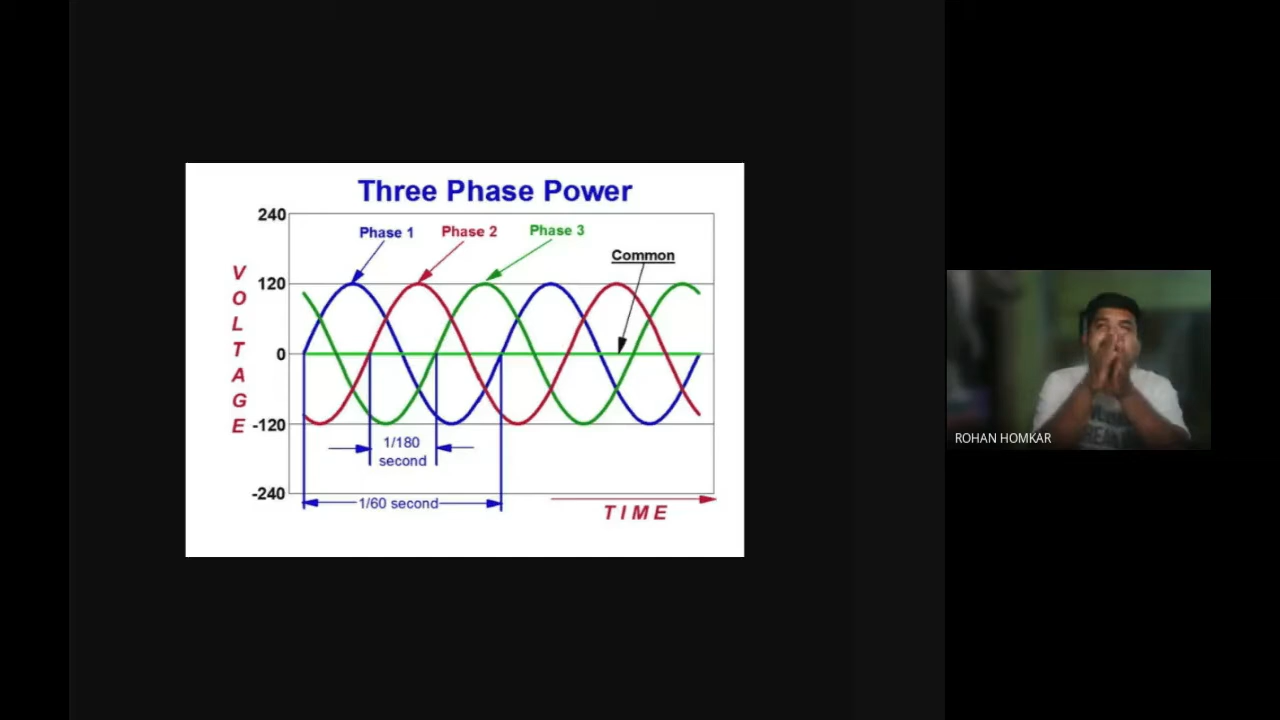 Three Phase Power
240
Phase 1
Phase 2
Phase 3
Common
120
0
-120
-240
VOLTAGE
1/180
second
1/60 second
TIME
ROHAN HOMKAR